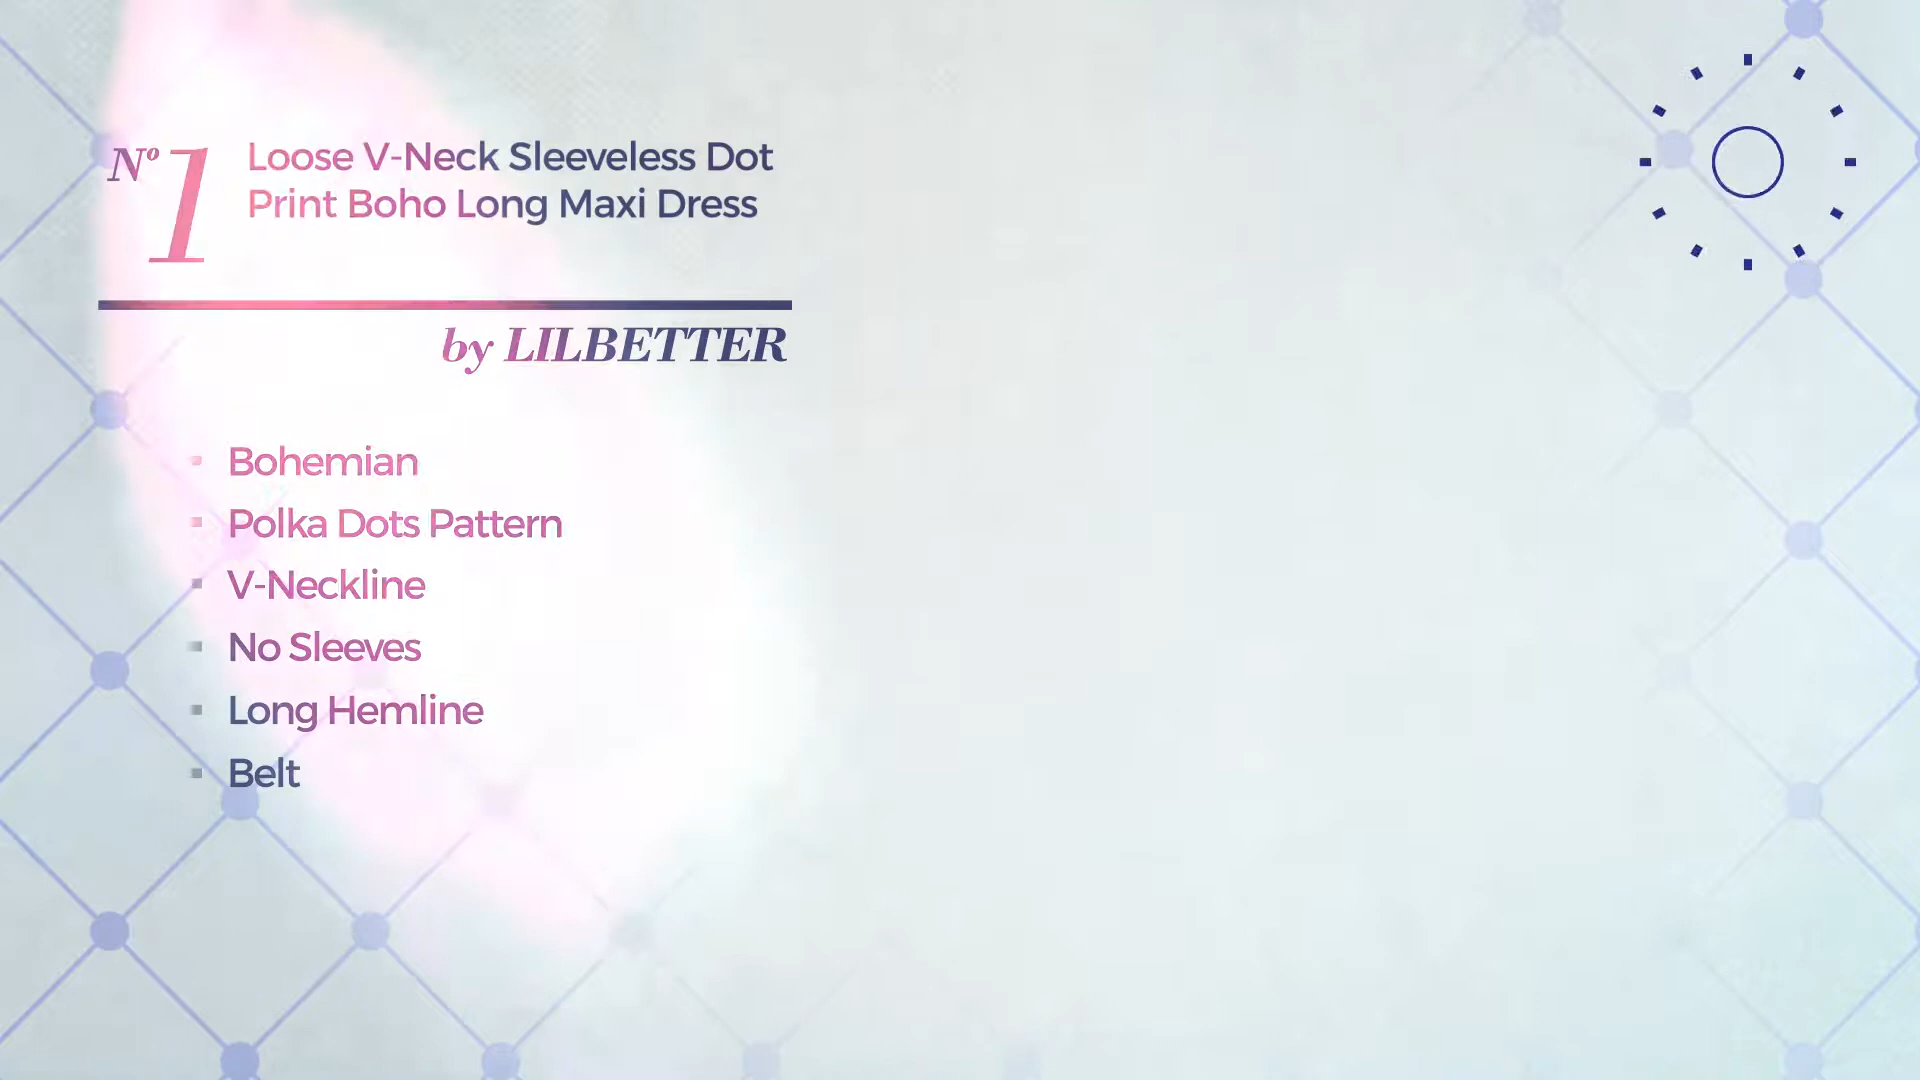 Nº 1
Loose V-Neck Sleeveless Dot
Print Boho Long Maxi Dress
by LILBETTER
▪ Bohemian
▪ Polka Dots Pattern
▪ V-Neckline
▪ No Sleeves
▪ Long Hemline
▪ Belt